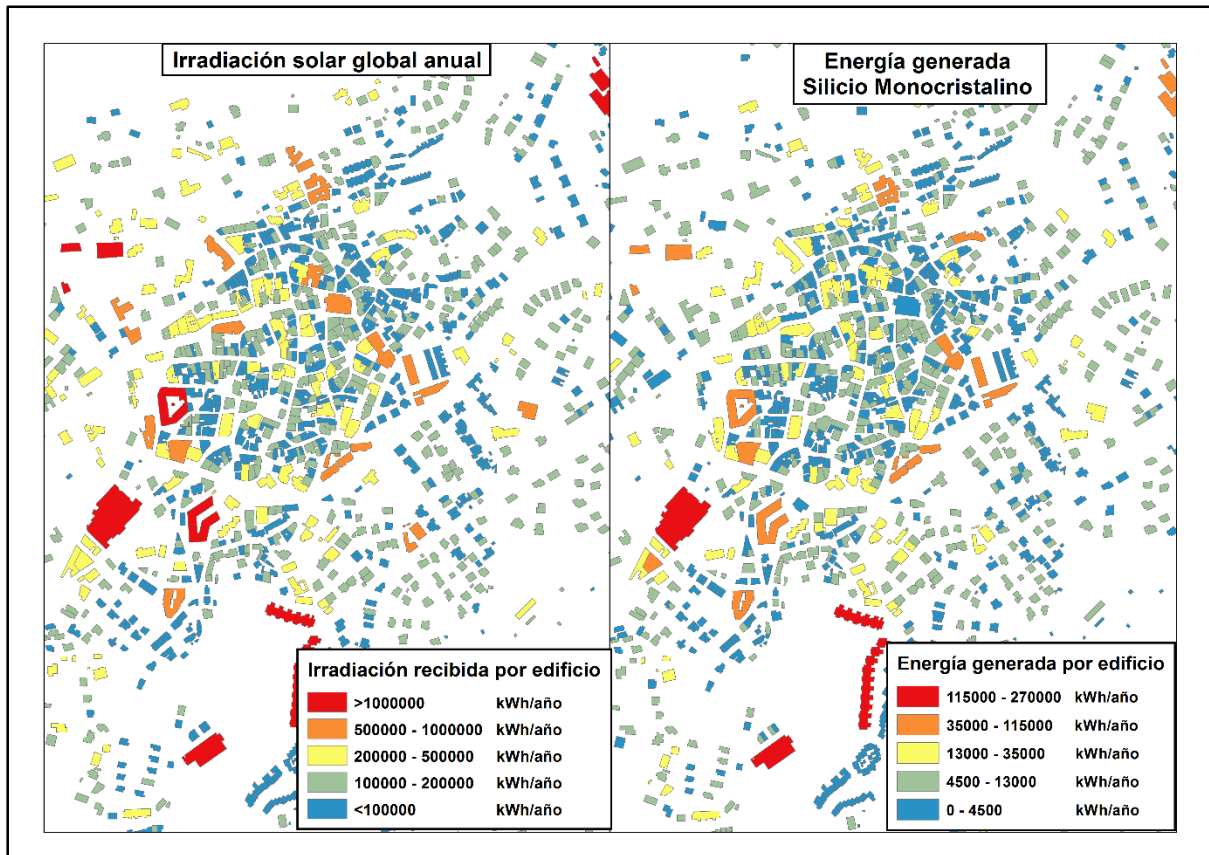 Irradiación solar global anual
Energía generada
Silicio Monocristalino
Irradiación recibida por edificio
>1000000 kWh/año
500000 - 1000000 kWh/año
200000 - 500000 kWh/año
100000 - 200000 kWh/año
<100000 kWh/año
Energía generada por edificio
115000 - 270000 kWh/año
35000 - 115000 kWh/año
13000 - 35000 kWh/año
4500 - 13000 kWh/año
0 - 4500 kWh/año